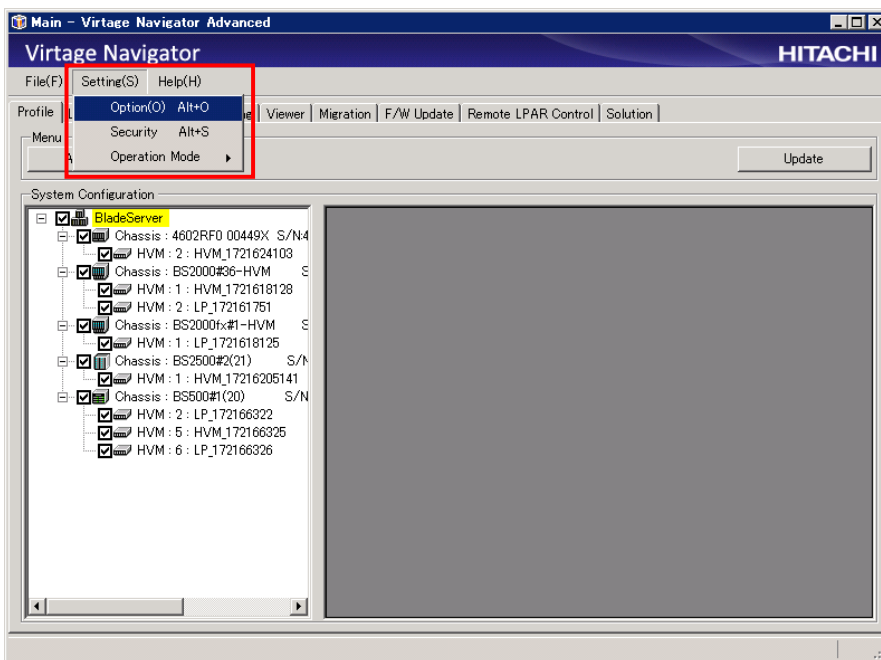 Main - Virtage Navigator Advanced
Virtage Navigator
HITACHI
File(F) Setting(S) Help(H)
Option(O) Alt+O
Security Alt+S
Operation Mode
Profile Viewer Migration F/W Update Remote LPAR Control Solution
Menu
Update
System Configuration
BladeServer
Chassis : 4602RF0 00449X S/N:4
HVM : 2 : HVM_1721624103
Chassis : BS2000#36-HVM S
HVM : 1 : HVM_1721618128
HVM : 2 : LP_172161751
Chassis : BS2000fx#1-HVM S
HVM : 1 : LP_1721618125
Chassis : BS2500#2(21) S/N
HVM : 1 : HVM_17216205141
Chassis : BS500#1(20) S/N
HVM : 2 : LP_172166322
HVM : 5 : HVM_172166325
HVM : 6 : LP_172166326